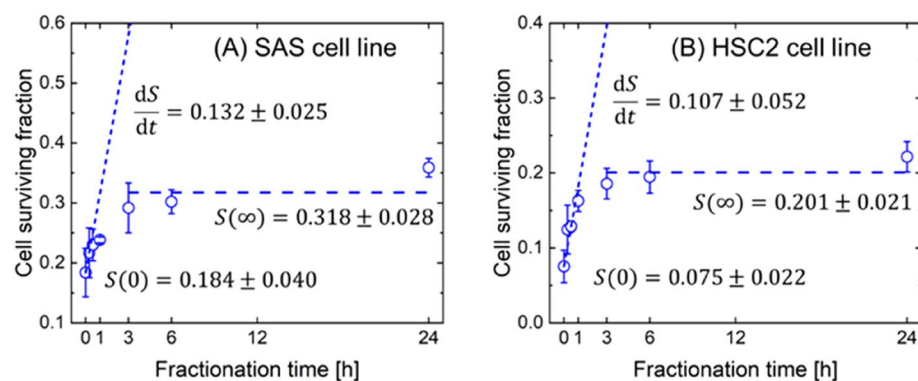 (A) SAS cell line
Cell surviving fraction
0.6
0.5
0.4
0.3
0.2
0.1
dS/dt = 0.132 ± 0.025
S(∞) = 0.318 ± 0.028
S(0) = 0.184 ± 0.040
0 1 3 6 12 24
Fractionation time [h]
(B) HSC2 cell line
Cell surviving fraction
0.4
0.3
0.2
0.1
0.0
dS/dt = 0.107 ± 0.052
S(∞) = 0.201 ± 0.021
S(0) = 0.075 ± 0.022
0 1 3 6 12 24
Fractionation time [h]